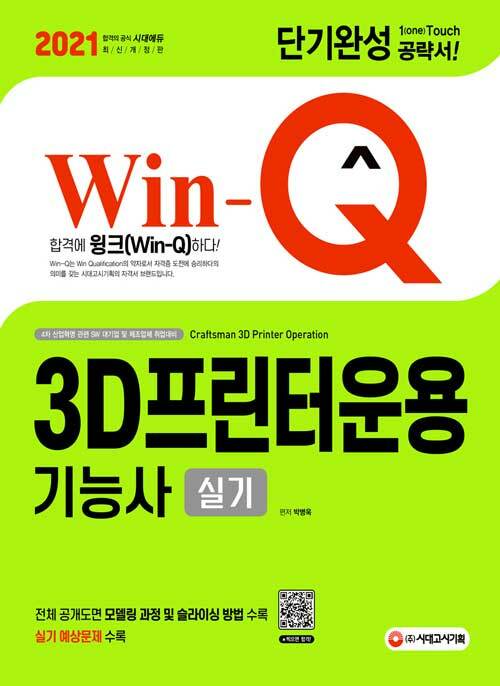 2021 합격의 공식 시대에듀
최/신/개/정/판
단기완성 1(one) Touch
공략서!
Win-Q
합격에 윙크(Win-Q)하다!
Win-Q는 Win Qualification의 약자로서 자격증 도전에 승리하다의
의미를 갖는 시대고시기획의 자격서 브랜드입니다.
4차 산업혁명 관련 SW 대기업 및 제조업체 취업대비 Craftsman 3D Printer Operation
3D프린터운용
기능사 실기
편저 박병욱
전체 공개도면 모델링 과정 및 슬라이싱 방법 수록
실기 예상문제 수록
찍으면 합격!
(주)시대고시기획